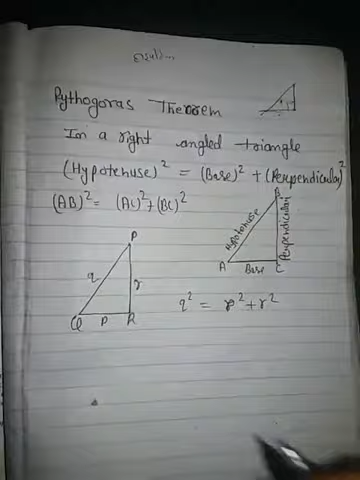 Pythogoras Theorem
In a right angled triangle
(Hypotenuse)² = (Base)² + (Perpendicular)²
(AB)² = (AC)² + (BC)²
B
Hypotenuse
Perpendicular
A
Base
C
P
q
r
Q
P
R
q² = p² + r²